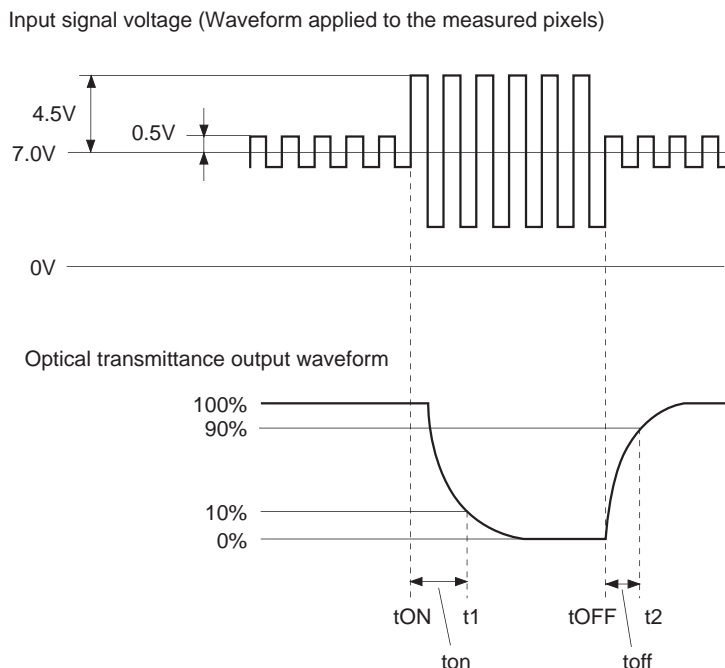 Input signal voltage (Waveform applied to the measured pixels)
4.5V
0.5V
7.0V
0V
Optical transmittance output waveform
100%
90%
10%
0%
tON t1 tOFF t2
ton toff